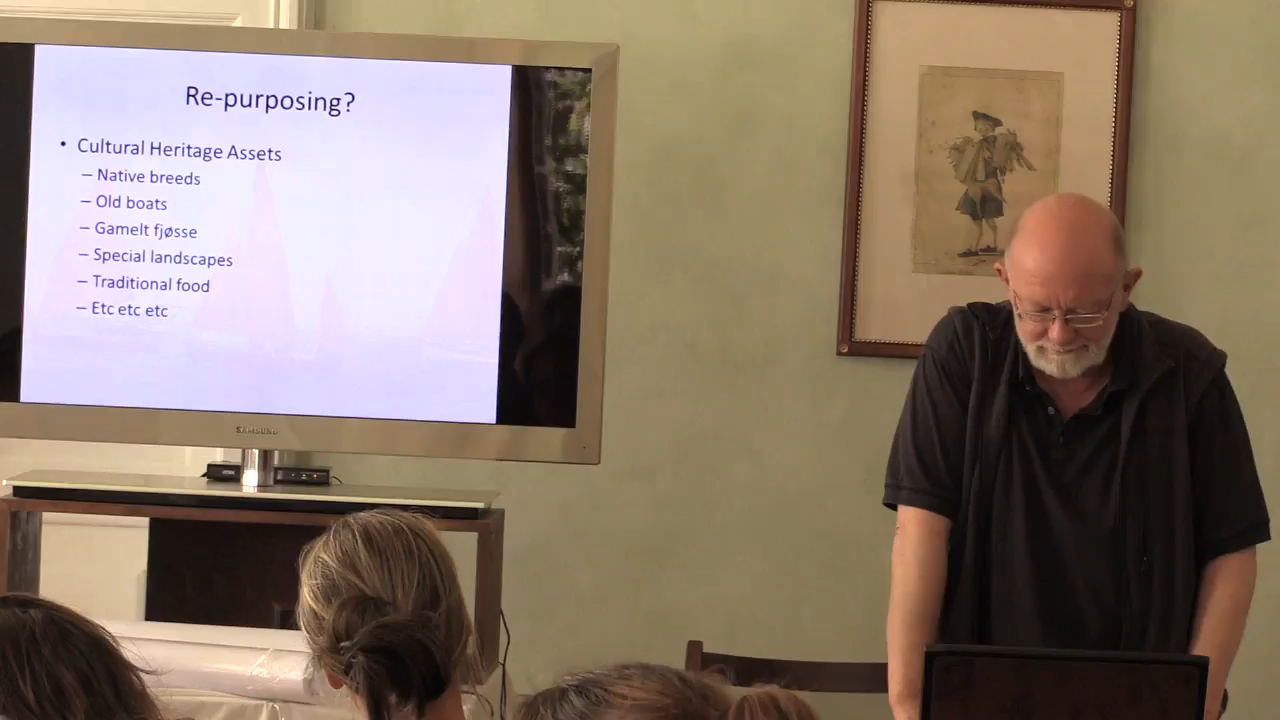 Re-purposing?
• Cultural Heritage Assets
– Native breeds
– Old boats
– Gamelt fjøsse
– Special landscapes
– Traditional food
– Etc etc etc
SAMSUNG